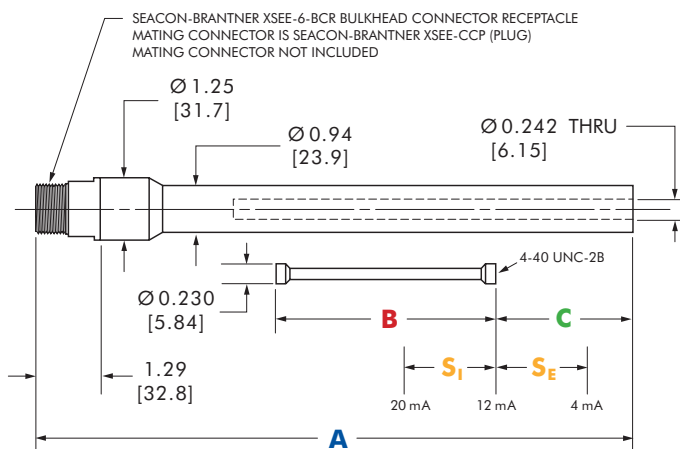 SEACON-BRANTNER XSEE-6-BCR BULKHEAD CONNECTOR RECEPTACLE
MATING CONNECTOR IS SEACON-BRANTNER XSEE-CCP (PLUG)
MATING CONNECTOR NOT INCLUDED
Ø 1.25
[31.7]
Ø 0.94
[23.9]
Ø 0.242 THRU
[6.15]
4-40 UNC-2B
Ø 0.230
[5.84]
B
C
1.29
[32.8]
SI
SE
20 mA
12 mA
4 mA
A